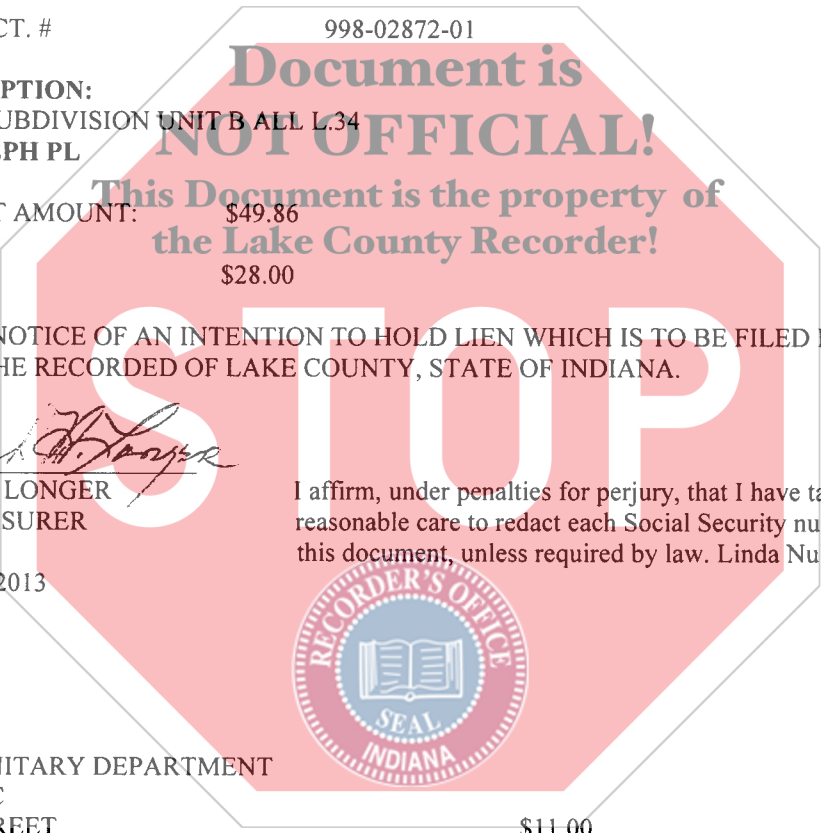 CT. # 998-02872-01
Document is
PTION:
UBDIVISION UNIT B ALL L.34
NOT OFFICIAL!
PH PL
This Document is the property of
T AMOUNT: $49.86
the Lake County Recorder!
$28.00
NOTICE OF AN INTENTION TO HOLD LIEN WHICH IS TO BE FILED
HE RECORDED OF LAKE COUNTY, STATE OF INDIANA.
STOP
H. Longer
LONGER
SURER
I affirm, under penalties for perjury, that I have ta
reasonable care to redact each Social Security nu
this document, unless required by law. Linda Nu
2013
RECORDER'S OFFICE
SEAL
INDIANA
NITARY DEPARTMENT
C
REET
$11.00